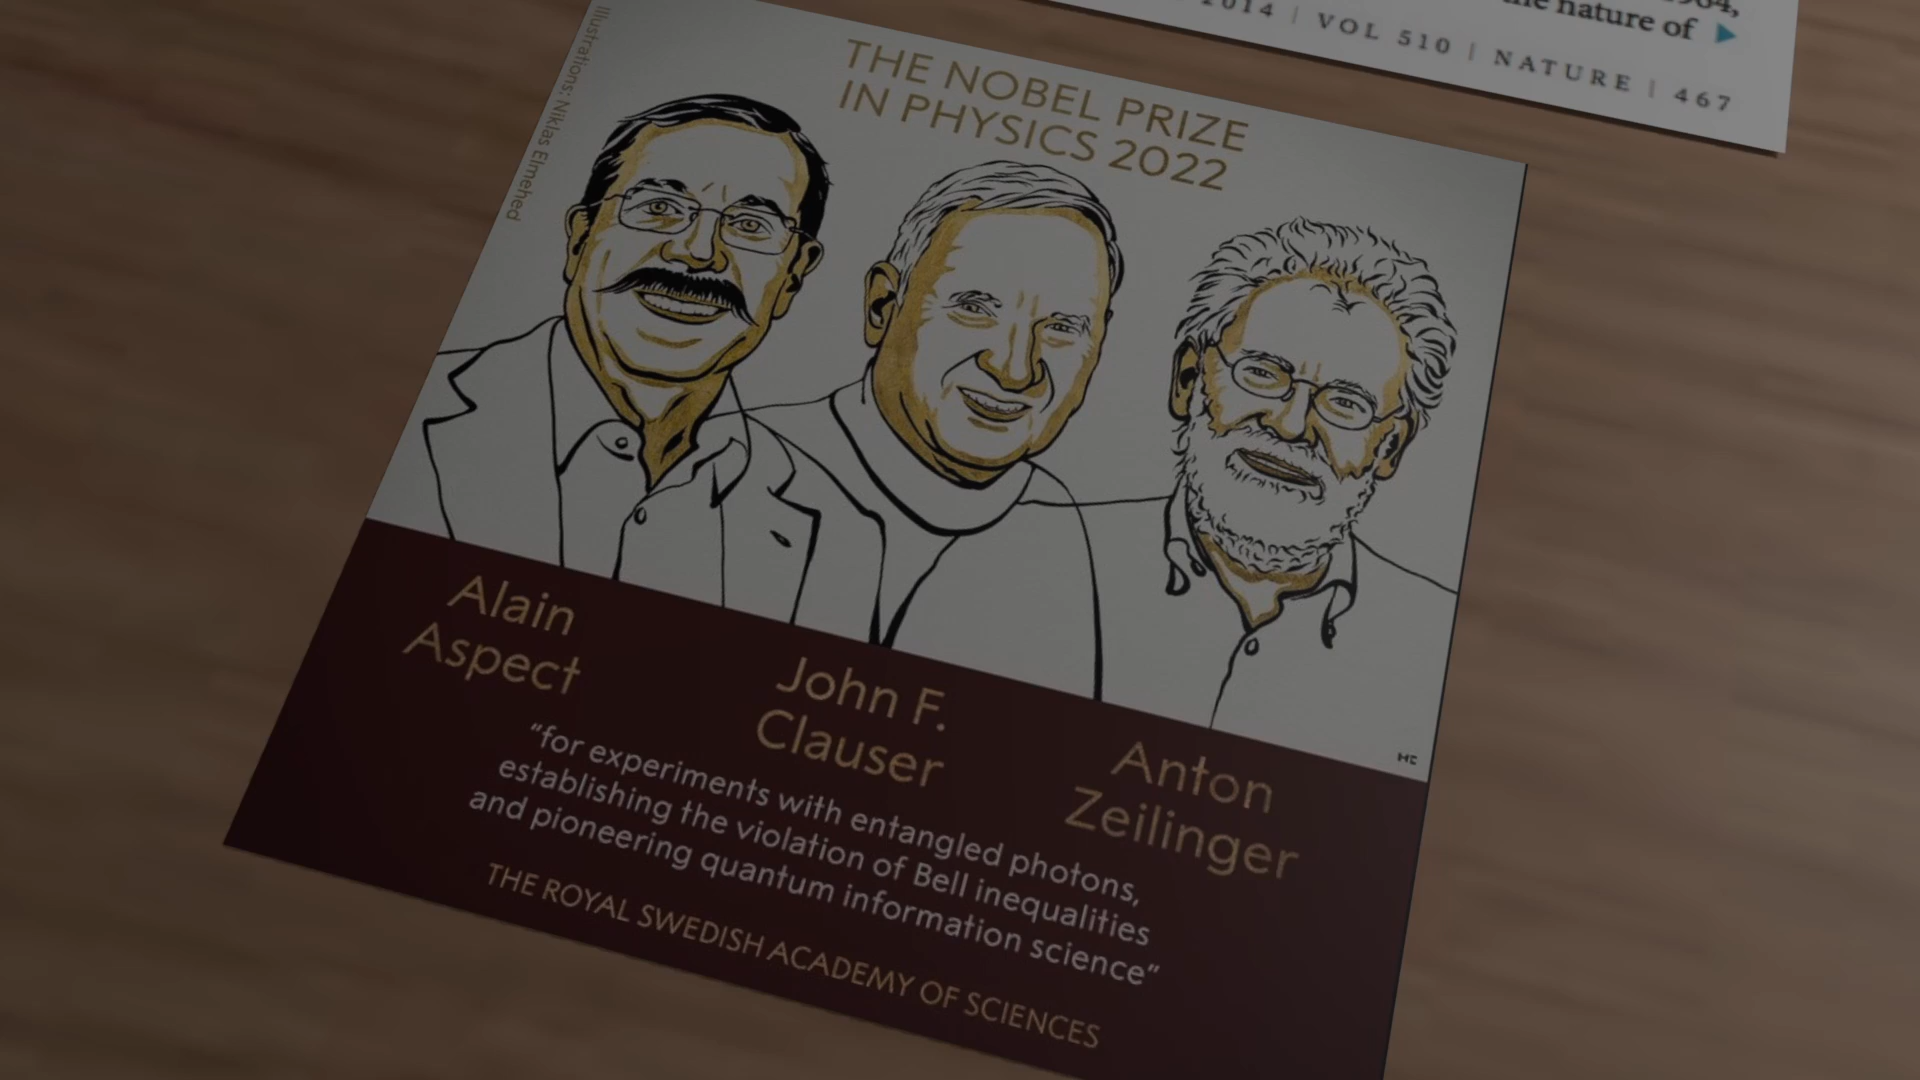 1964,
the nature of
2014 | VOL 510 | NATURE | 467
Illustrations: Niklas Elmehed
THE NOBEL PRIZE
IN PHYSICS 2022
Alain
Aspect
John F.
Clauser
Anton
Zeilinger
“for experiments with entangled photons,
establishing the violation of Bell inequalities
and pioneering quantum information science”
THE ROYAL SWEDISH ACADEMY OF SCIENCES